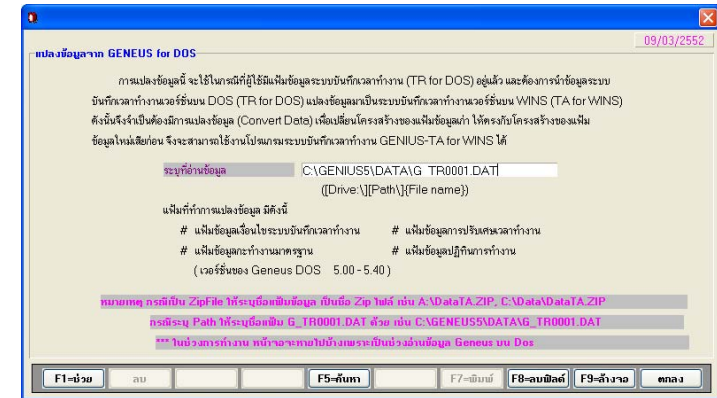 09/03/2552
แปลงข้อมูลจาก GENEUS for DOS
การแปลงข้อมูลนี้ จะใช้ในกรณีที่ผู้ใช้มีแฟ้มข้อมูลระบบบันทึกเวลาทำงาน (TR for DOS) อยู่แล้ว และต้องการนำข้อมูลระบบ
บันทึกเวลาทำงานเวอร์ชั่นบน DOS (TR for DOS) แปลงข้อมูลมาเป็นระบบบันทึกเวลาทำงานเวอร์ชั่นบน WINS (TA for WINS)
ดังนั้นจึงจำเป็นต้องมีการแปลงข้อมูล (Convert Data) เพื่อเปลี่ยนโครงสร้างของแฟ้มข้อมูลเก่า ให้ตรงกับโครงสร้างของแฟ้ม
ข้อมูลใหม่เสียก่อน จึงจะสามารถใช้งานโปรแกรมระบบบันทึกเวลาทำงาน GENIUS-TA for WINS ได้
ระบุที่อ่านข้อมูล C:\GENIUS5\DATA\G_TR0001.DAT
([Drive:\][Path\]{File name})
แฟ้มที่ทำการแปลงข้อมูล มีดังนี้
# แฟ้มข้อมูลเงื่อนไขระบบบันทึกเวลาทำงาน # แฟ้มข้อมูลการปรับเศษเวลาทำงาน
# แฟ้มข้อมูลกะทำงานมาตรฐาน # แฟ้มข้อมูลปฏิทินการทำงาน
( เวอร์ชั่นของ Geneus DOS 5.00 - 5.40 )
หมายเหตุ กรณีเป็น ZipFile ให้ระบุชื่อแฟ้มข้อมูล เป็นชื่อ Zip ไฟล์ เช่น A:\DataTA.ZIP, C:\Data\DataTA.ZIP
กรณีระบุ Path ให้ระบุชื่อแฟ้ม G_TR0001.DAT ด้วย เช่น C:\GENEUS5\DATA\G_TR0001.DAT
*** ในช่วงการทำงาน หน้าจอจะหายไปบ้างเพราะเป็นช่วงอ่านข้อมูล Geneus บน Dos
F1=ช่วย ลบ F5=ค้นหา F7=พิมพ์ F8=ลบฟิลด์ F9=ล้างจอ ตกลง